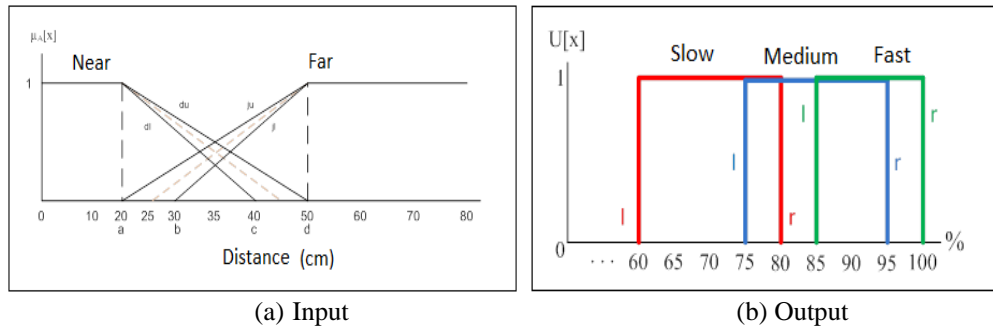 μA[x]
Near
Far
1
du
ju
dl
jl
0 10 20 25 30 35 40 50 60 70 80
a b c d
Distance (cm)
(a) Input
U[x]
Slow
Medium
Fast
1
l
r
l
r
l
r
0
... 60 65 70 75 80 85 90 95 100
%
(b) Output